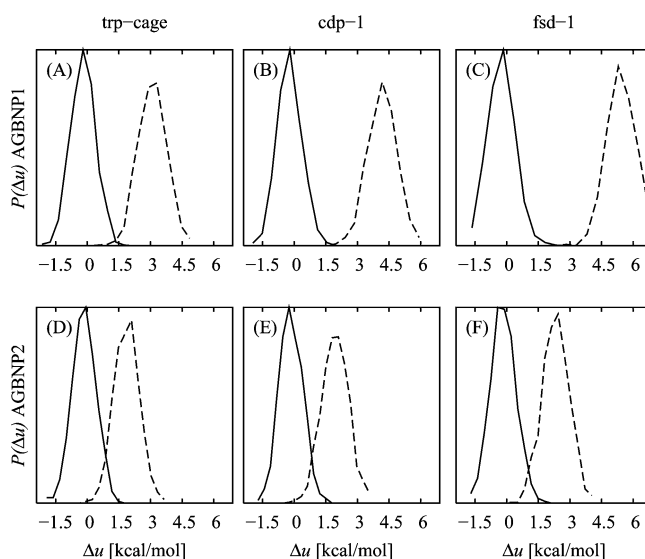 trp−cage cdp−1 fsd−1
P(Δu) AGBNP1
(A) (B) (C)
−1.5 0 1.5 3 4.5 6 −1.5 0 1.5 3 4.5 6 −1.5 0 1.5 3 4.5 6
P(Δu) AGBNP2
(D) (E) (F)
−1.5 0 1.5 3 4.5 6 −1.5 0 1.5 3 4.5 6 −1.5 0 1.5 3 4.5 6
Δu [kcal/mol] Δu [kcal/mol] Δu [kcal/mol]